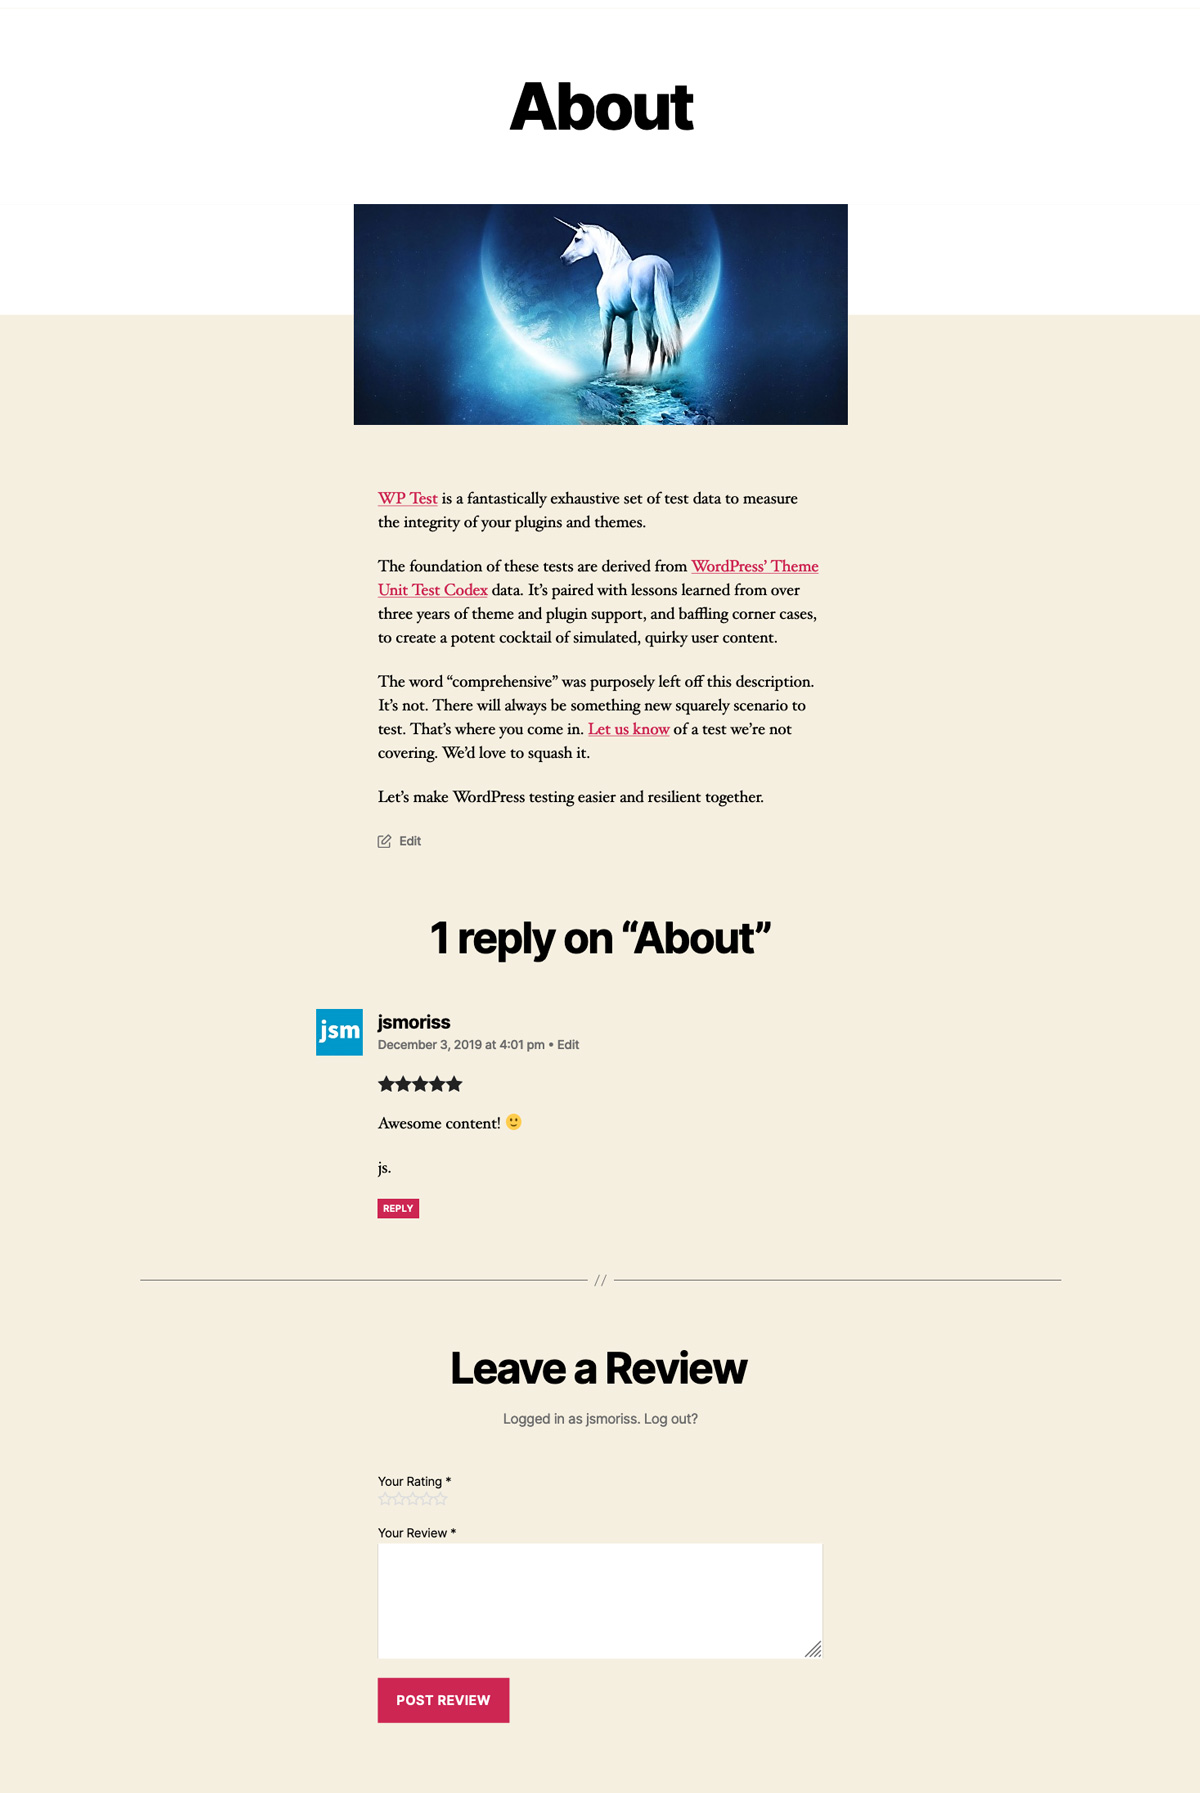 About
WP Test is a fantastically exhaustive set of test data to measure
the integrity of your plugins and themes.
The foundation of these tests are derived from WordPress’ Theme
Unit Test Codex data. It’s paired with lessons learned from over
three years of theme and plugin support, and baffling corner cases,
to create a potent cocktail of simulated, quirky user content.
The word “comprehensive” was purposely left off this description.
It’s not. There will always be something new squarely scenario to
test. That’s where you come in. Let us know of a test we’re not
covering. We’d love to squash it.
Let’s make WordPress testing easier and resilient together.
Edit
1 reply on “About”
jsm
jsmoriss
December 3, 2019 at 4:01 pm • Edit
Awesome content! 🙂
js.
REPLY
//
Leave a Review
Logged in as jsmoriss. Log out?
Your Rating *
Your Review *
POST REVIEW